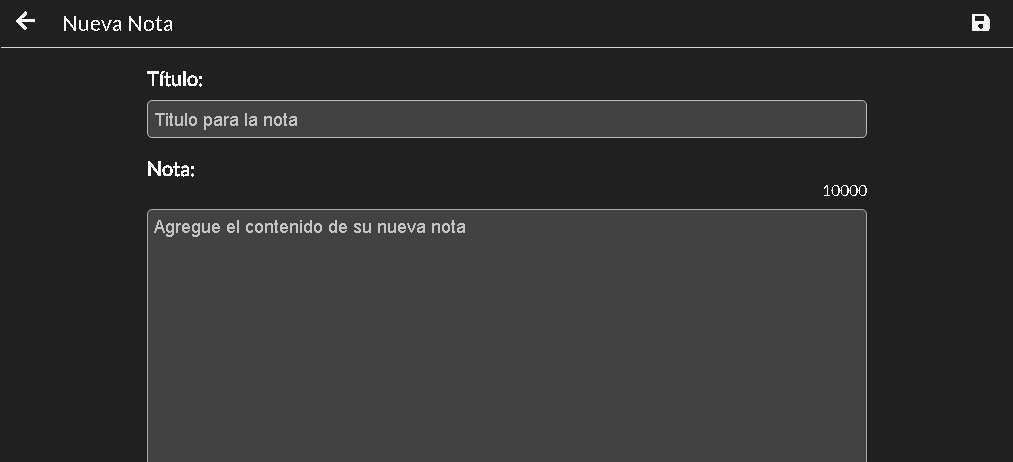 Nueva Nota
Título:
Titulo para la nota
Nota:
10000
Agregue el contenido de su nueva nota